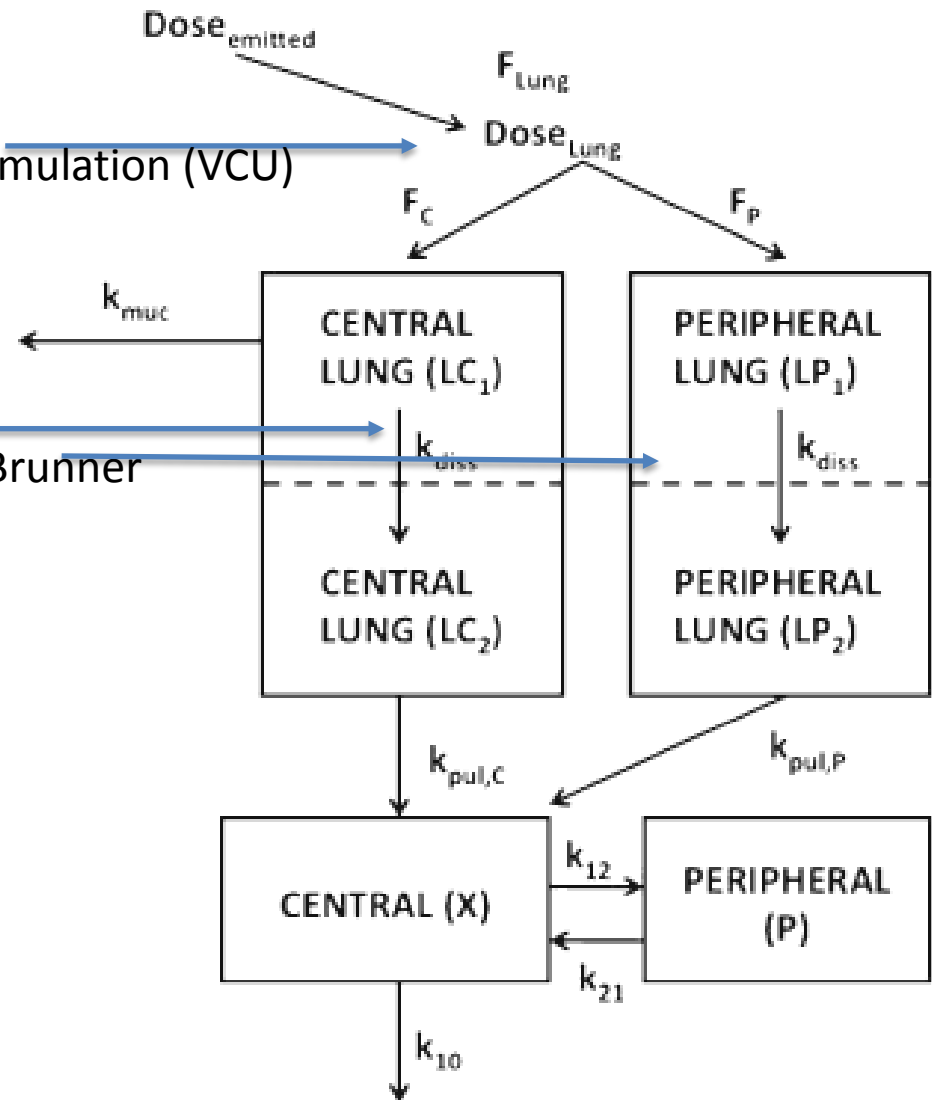 Dose_emitted
F_Lung
Dose_Lung
mulation (VCU)
F_C
F_P
k_muc
CENTRAL
LUNG (LC_1)
PERIPHERAL
LUNG (LP_1)
k_diss
k_diss
Brunner
CENTRAL
LUNG (LC_2)
PERIPHERAL
LUNG (LP_2)
k_pul,C
k_pul,P
CENTRAL (X)
k_12
k_21
PERIPHERAL
(P)
k_10